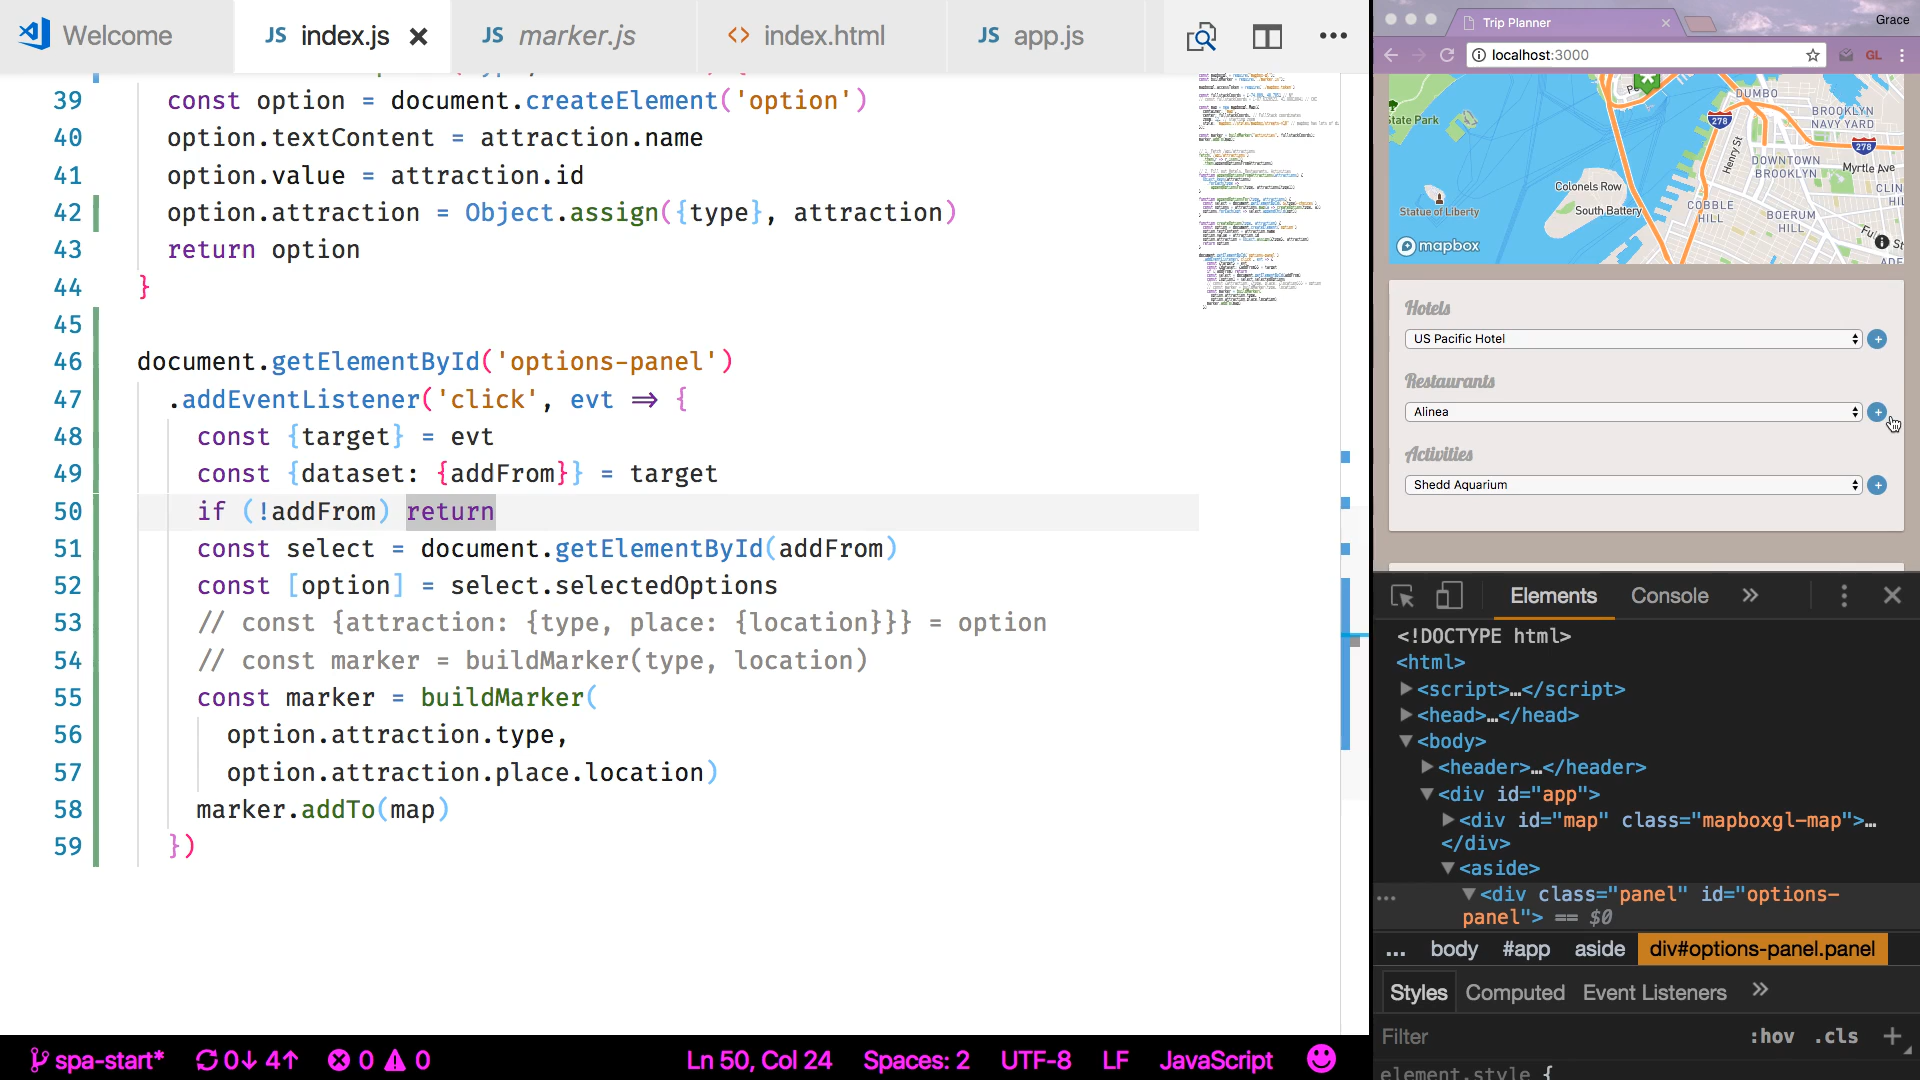 Welcome
JS index.js
JS marker.js
<> index.html
JS app.js
39 const option = document.createElement('option')
40 option.textContent = attraction.name
41 option.value = attraction.id
42 option.attraction = Object.assign({type}, attraction)
43 return option
44 }
45
46 document.getElementById('options-panel')
47 .addEventListener('click', evt => {
48 const {target} = evt
49 const {dataset: {addFrom}} = target
50 if (!addFrom) return
51 const select = document.getElementById(addFrom)
52 const [option] = select.selectedOptions
53 // const {attraction: {type, place: {location}}} = option
54 // const marker = buildMarker(type, location)
55 const marker = buildMarker(
56 option.attraction.type,
57 option.attraction.place.location)
58 marker.addTo(map)
59 })
spa-start* 0↓ 4↑ 0 0
Ln 50, Col 24 Spaces: 2 UTF-8 LF JavaScript
Trip Planner
Grace
localhost:3000
GL
State Park
DUMBO
BROOKLYN
NAVY YARD
278
278
Henry St
DOWNTOWN
BROOKLYN
Myrtle Ave
Colonels Row
CLIN
HIL
Statue of Liberty
South Battery
COBBLE
HILL
BOERUM
HILL
mapbox
Hotels
US Pacific Hotel
Restaurants
Alinea
Activities
Shedd Aquarium
Elements Console »
<!DOCTYPE html>
<html>
<script>…</script>
<head>…</head>
<body>
<header>…</header>
<div id="app">
<div id="map" class="mapboxgl-map">…
</div>
<aside>
<div class="panel" id="options-
panel"> == $0
... body #app aside div#options-panel.panel
Styles Computed Event Listeners »
Filter :hov .cls +
element.style {